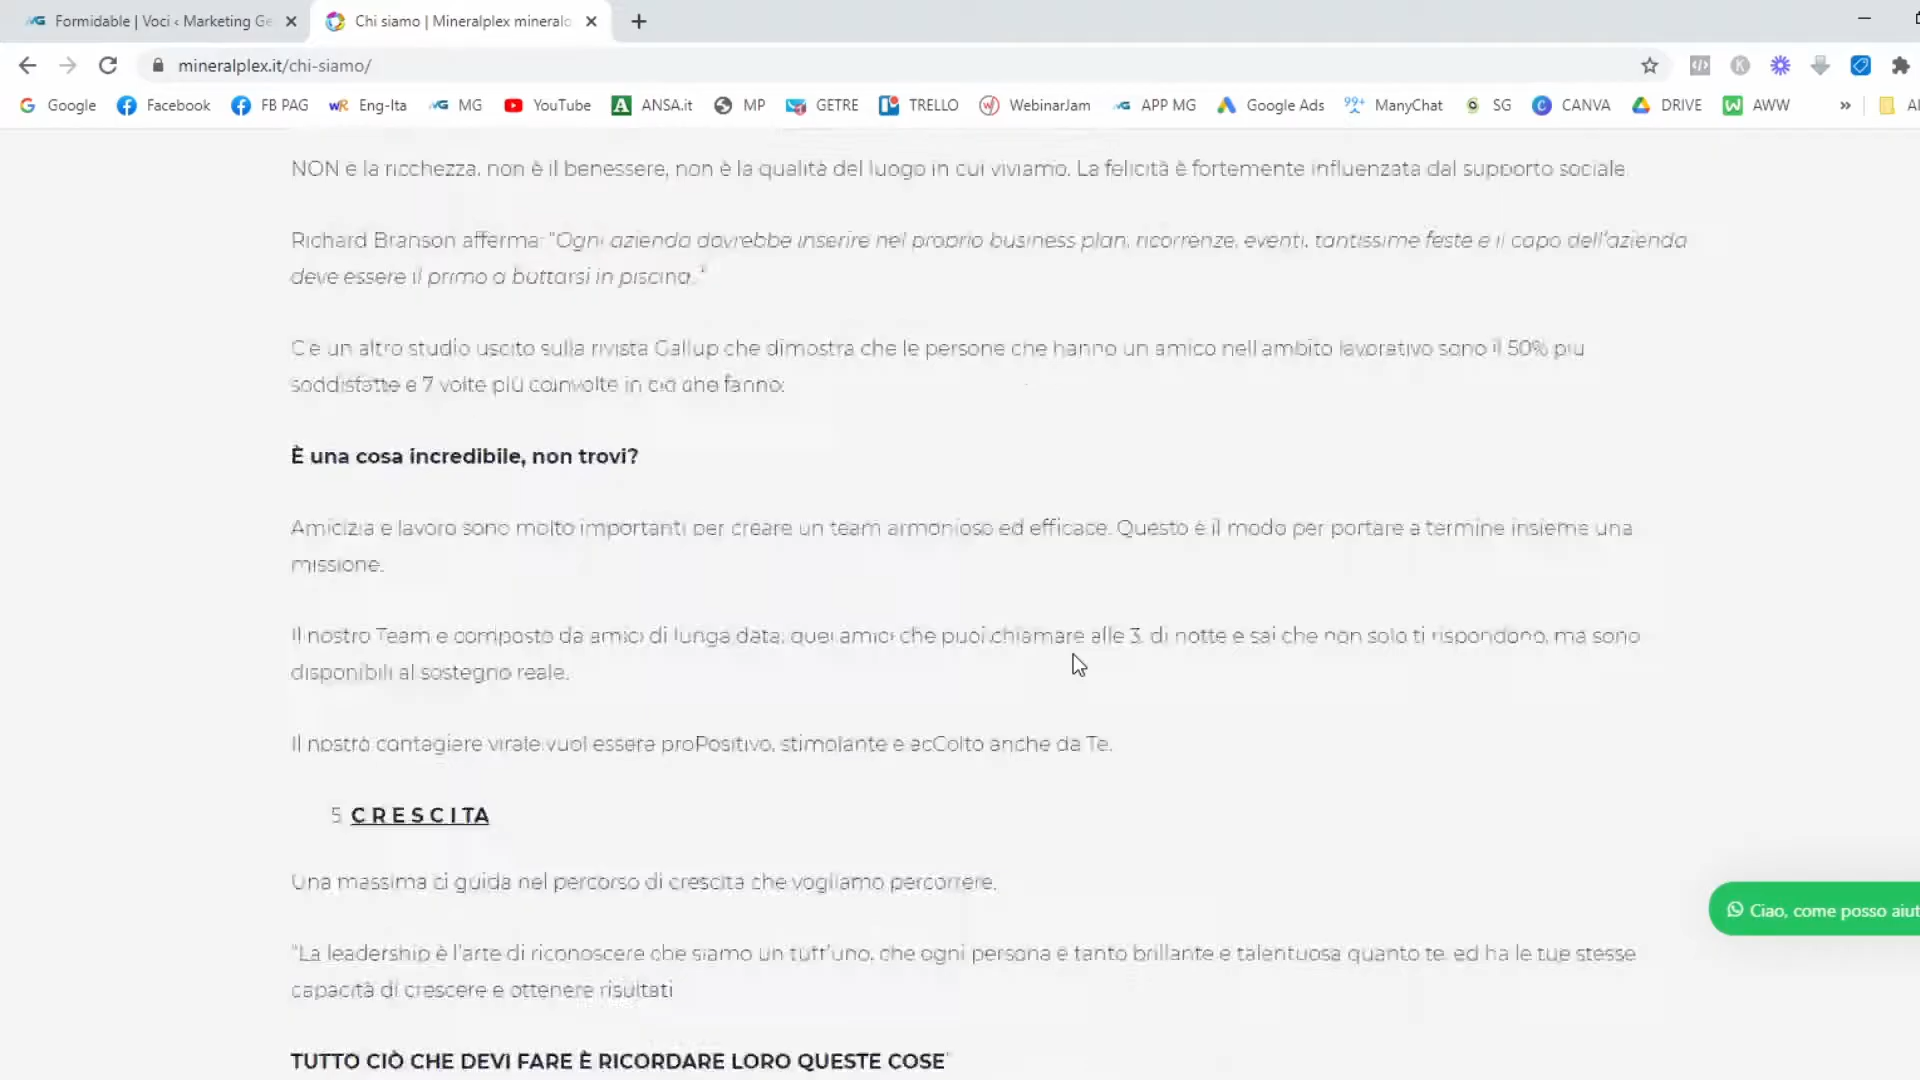 Formidable | Voci ‹ Marketing Ge
Chi siamo | Mineralplex mineralo
mineralplex.it/chi-siamo/
Google Facebook FB PAG Eng-Ita MG YouTube ANSA.it MP GETRE TRELLO WebinarJam APP MG Google Ads 99+ ManyChat SG CANVA DRIVE AWW »
NON è la ricchezza, non è il benessere, non è la qualità del luogo in cui viviamo. La felicità è fortemente influenzata dal supporto sociale.
Richard Branson afferma: "Ogni azienda dovrebbe inserire nel proprio business plan, ricorrenze, eventi, tantissime feste e il capo dell'azienda
deve essere il primo a buttarsi in piscina."
C'è un altro studio uscito sulla rivista Gallup che dimostra che le persone che hanno un amico nell'ambito lavorativo sono il 50% più
soddisfatte e 7 volte più coinvolte in ciò che fanno.
È una cosa incredibile, non trovi?
Amicizia e lavoro sono molto importanti per creare un team armonioso ed efficace. Questo è il modo per portare a termine insieme una
missione.
Il nostro Team è composto da amici di lunga data, quei amici che puoi chiamare alle 3, di notte e sai che non solo ti rispondono, ma sono
disponibili al sostegno reale.
Il nostro contagiare virale vuol essere proPositivo, stimolante e acColto anche da Te.
5. C R E S C I T A
Una massima ci guida nel percorso di crescita che vogliamo percorrere.
Ciao, come posso aiut
"La leadership è l'arte di riconoscere che siamo un tutt'uno, che ogni persona è tanto brillante e talentuosa quanto te, ed ha le tue stesse
capacità di crescere e ottenere risultati
TUTTO CIÒ CHE DEVI FARE È RICORDARE LORO QUESTE COSE"